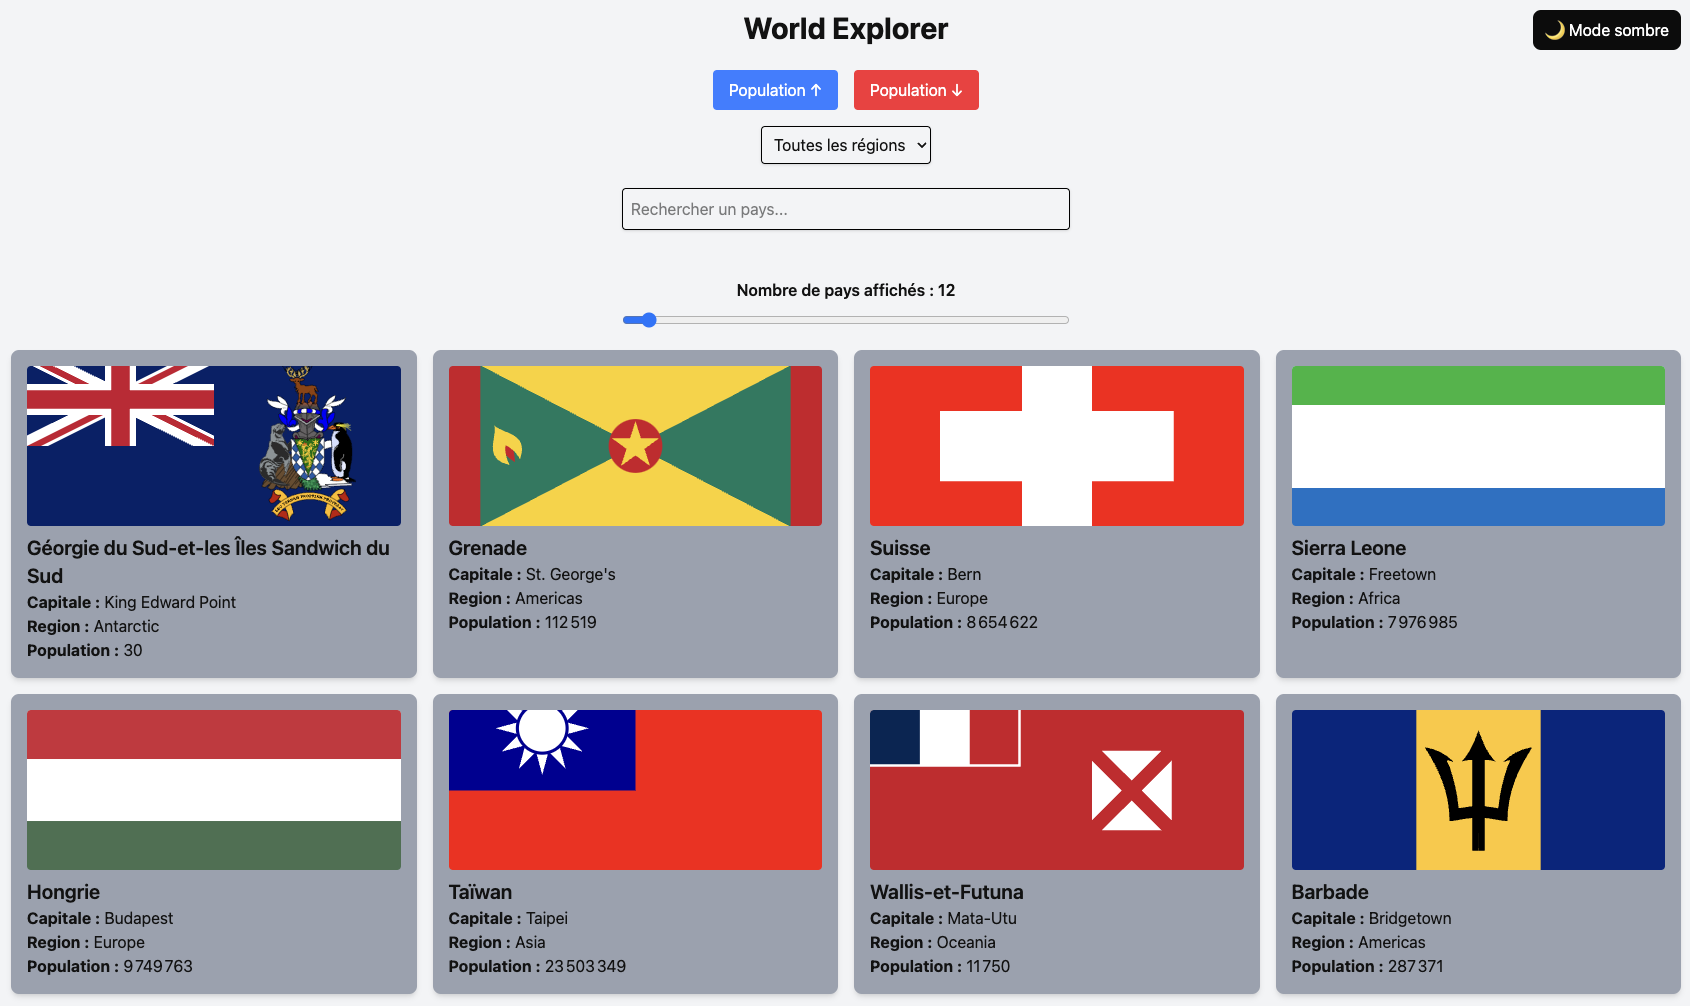 World Explorer
🌙 Mode sombre
Population ↑
Population ↓
Toutes les régions
Rechercher un pays...
Nombre de pays affichés : 12
Géorgie du Sud-et-les Îles Sandwich du
Sud
Capitale : King Edward Point
Region : Antarctic
Population : 30
Grenade
Capitale : St. George's
Region : Americas
Population : 112 519
Suisse
Capitale : Bern
Region : Europe
Population : 8 654 622
Sierra Leone
Capitale : Freetown
Region : Africa
Population : 7 976 985
Hongrie
Capitale : Budapest
Region : Europe
Population : 9 749 763
Taïwan
Capitale : Taipei
Region : Asia
Population : 23 503 349
Wallis-et-Futuna
Capitale : Mata-Utu
Region : Oceania
Population : 11 750
Barbade
Capitale : Bridgetown
Region : Americas
Population : 287 371